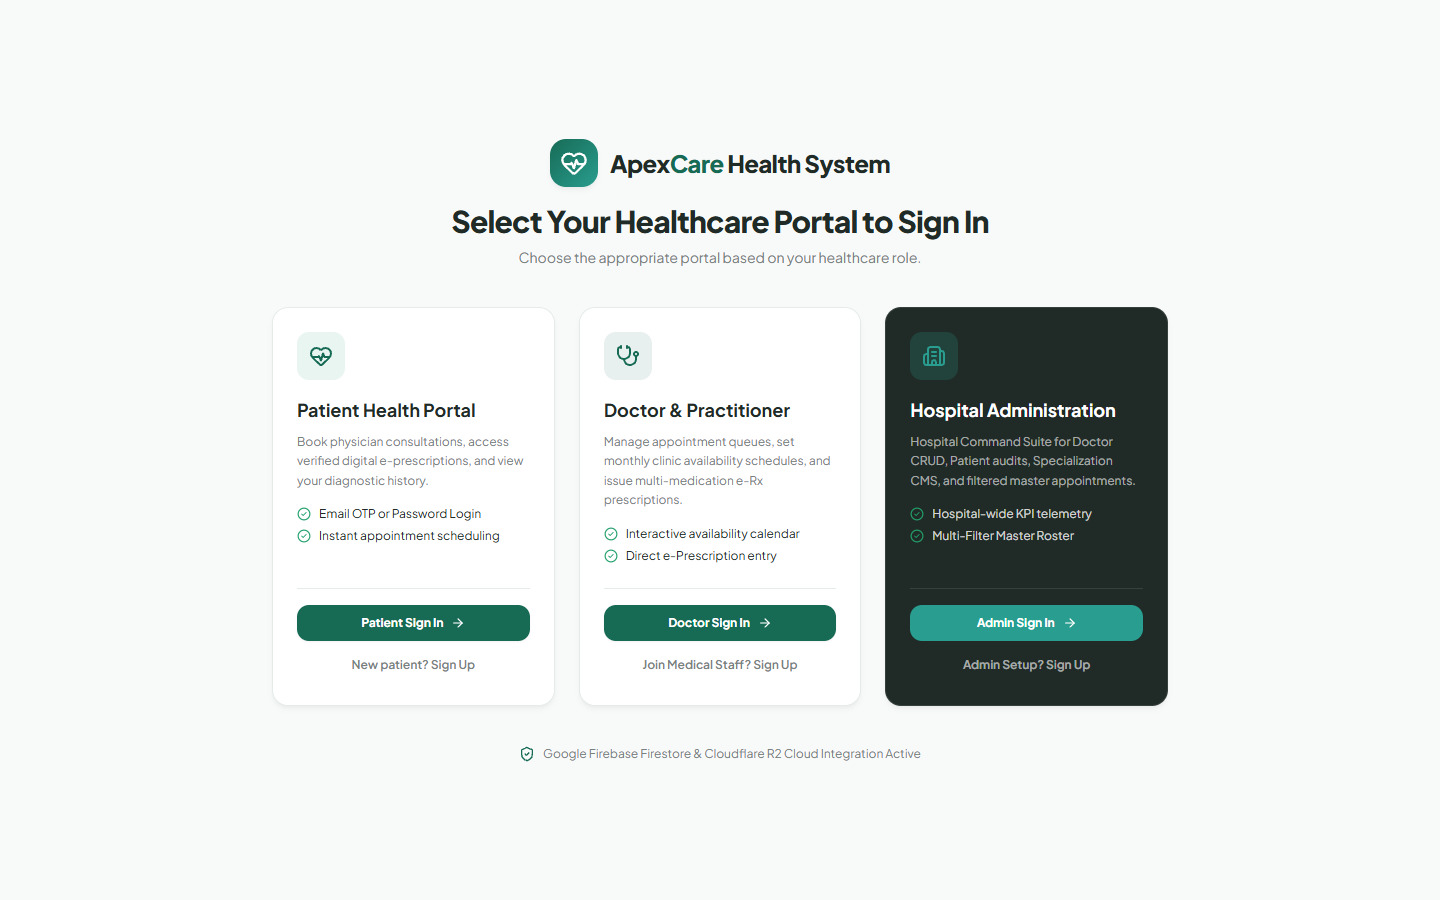 ApexCare Health System
Select Your Healthcare Portal to Sign In
Choose the appropriate portal based on your healthcare role.
Patient Health Portal
Book physician consultations, access
verified digital e-prescriptions, and view
your diagnostic history.
Email OTP or Password Login
Instant appointment scheduling
Patient Sign In
New patient? Sign Up
Doctor & Practitioner
Manage appointment queues, set
monthly clinic availability schedules, and
issue multi-medication e-Rx
prescriptions.
Interactive availability calendar
Direct e-Prescription entry
Doctor Sign In
Join Medical Staff? Sign Up
Hospital Administration
Hospital Command Suite for Doctor
CRUD, Patient audits, Specialization
CMS, and filtered master appointments.
Hospital-wide KPI telemetry
Multi-Filter Master Roster
Admin Sign In
Admin Setup? Sign Up
Google Firebase Firestore & Cloudflare R2 Cloud Integration Active